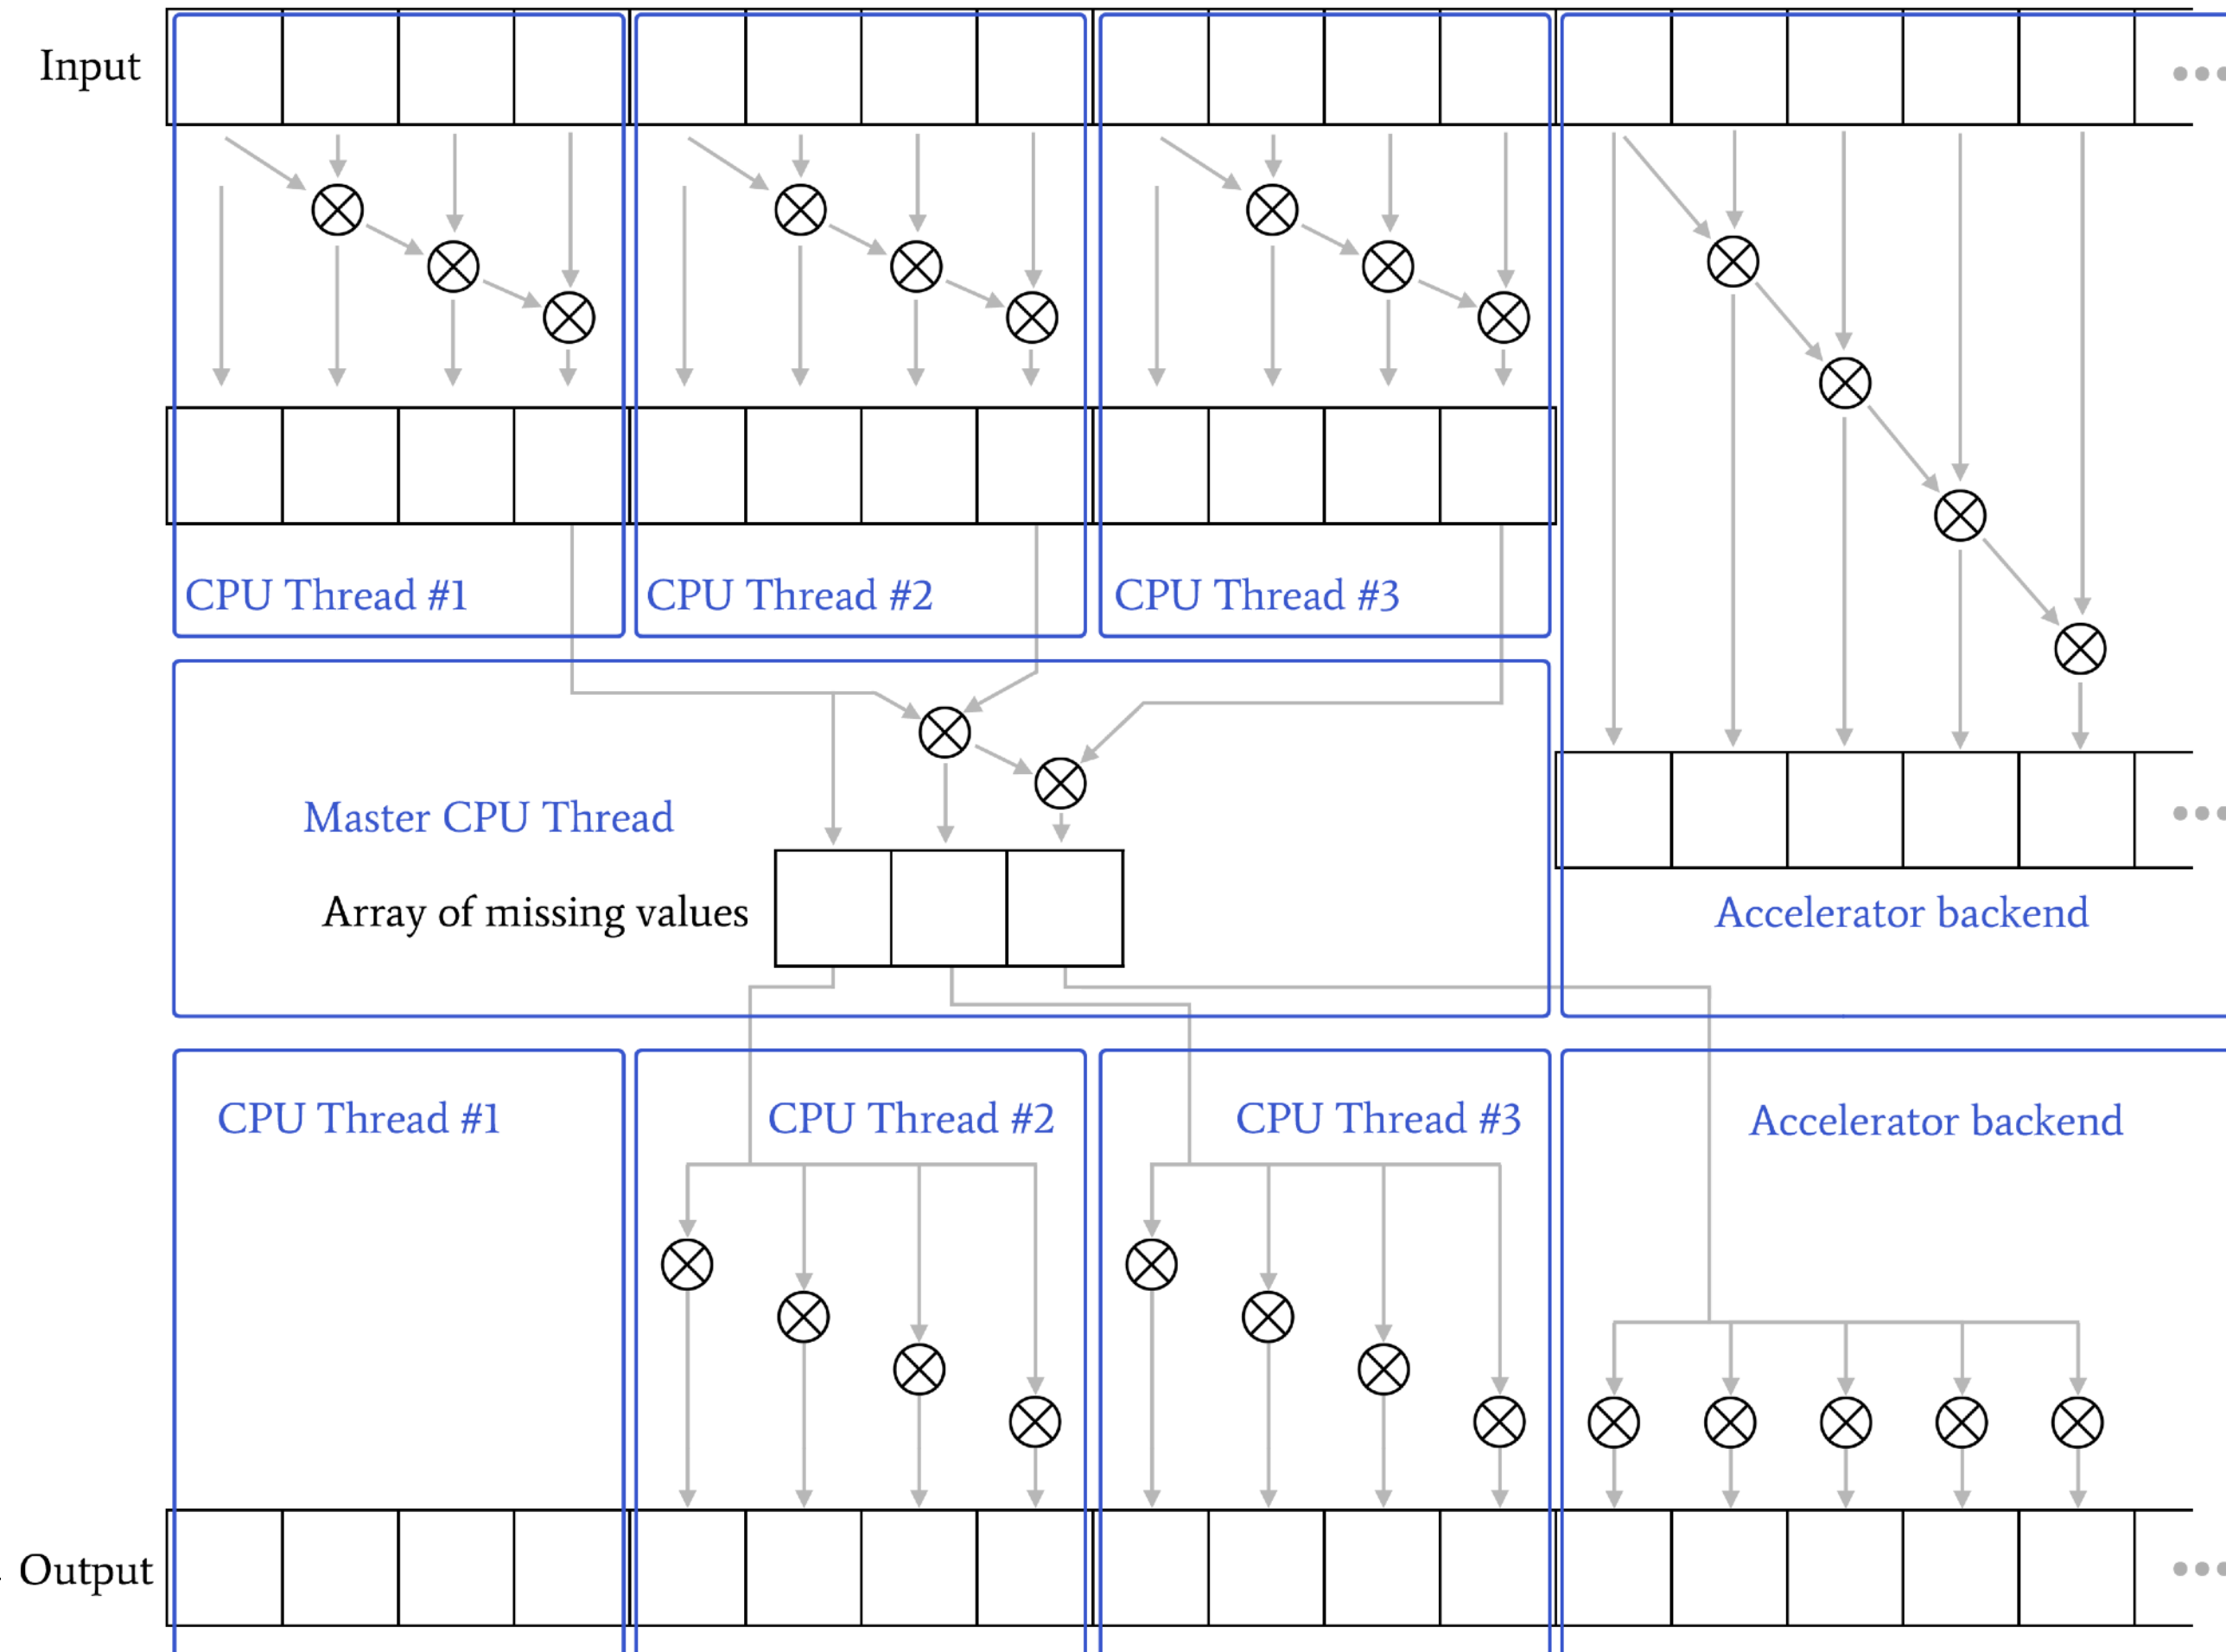 Input
CPU Thread #1
CPU Thread #2
CPU Thread #3
Master CPU Thread
Array of missing values
Accelerator backend
CPU Thread #1
CPU Thread #2
CPU Thread #3
Accelerator backend
Output